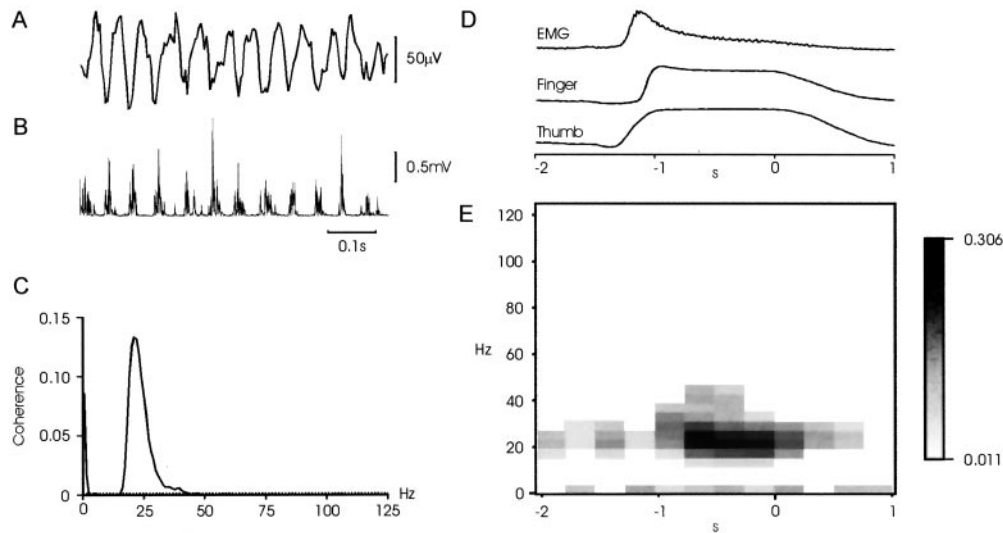 A
50µV
B
0.5mV
0.1s
C
0.15
0.10
0.05
0
Coherence
0 25 50 75 100 125 Hz
D
EMG
Finger
Thumb
-2 -1 0 1
s
E
120
100
80
60
40
20
0
Hz
-2 -1 0 1
s
0.306
0.011